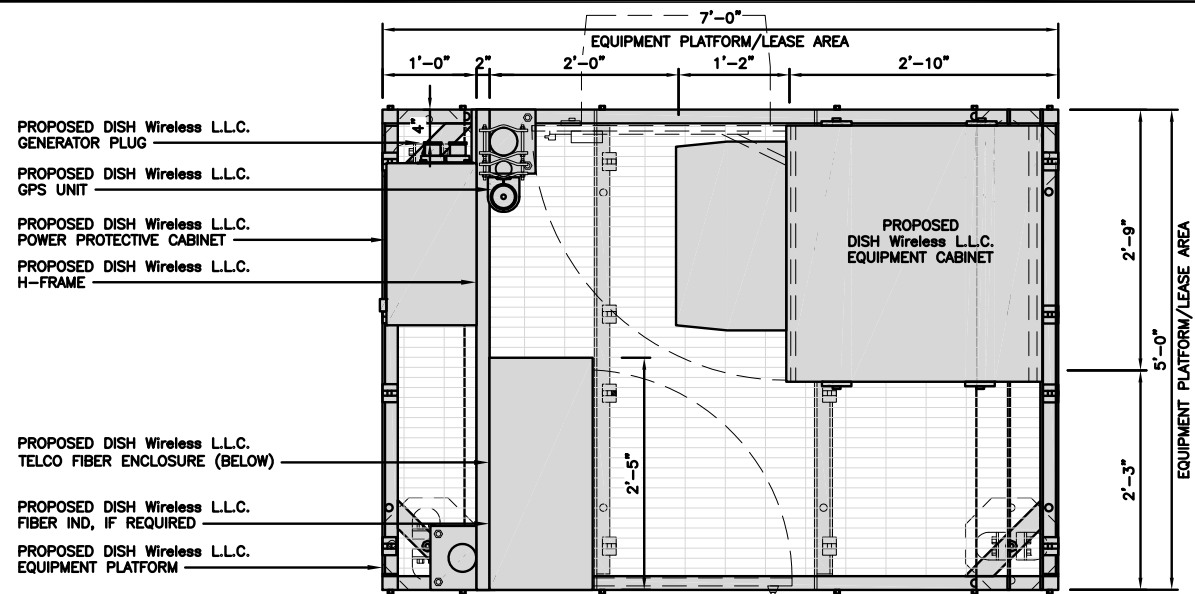 7'-0"
EQUIPMENT PLATFORM/LEASE AREA
1'-0"
2"
2'-0"
1'-2"
2'-10"
4"
PROPOSED DISH Wireless L.L.C.
GENERATOR PLUG
PROPOSED DISH Wireless L.L.C.
GPS UNIT
PROPOSED DISH Wireless L.L.C.
POWER PROTECTIVE CABINET
PROPOSED DISH Wireless L.L.C.
H-FRAME
PROPOSED
DISH Wireless L.L.C.
EQUIPMENT CABINET
2'-9"
5'-0"
EQUIPMENT PLATFORM/LEASE AREA
2'-3"
2'-5"
PROPOSED DISH Wireless L.L.C.
TELCO FIBER ENCLOSURE (BELOW)
PROPOSED DISH Wireless L.L.C.
FIBER IND, IF REQUIRED
PROPOSED DISH Wireless L.L.C.
EQUIPMENT PLATFORM